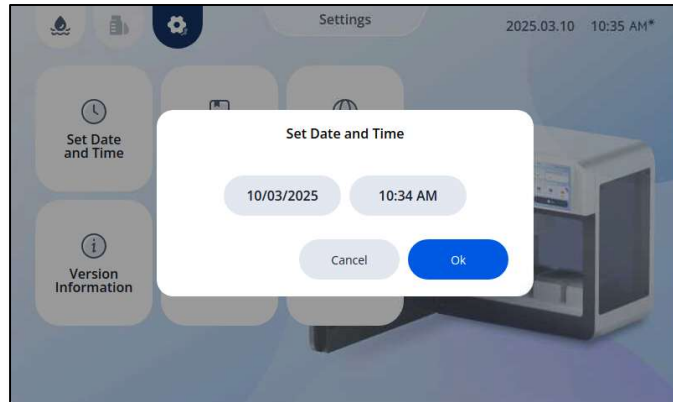 Settings
2025.03.10 10:35 AM*
Set Date
and Time
Set Date and Time
10/03/2025 10:34 AM
Cancel Ok
Version
Information